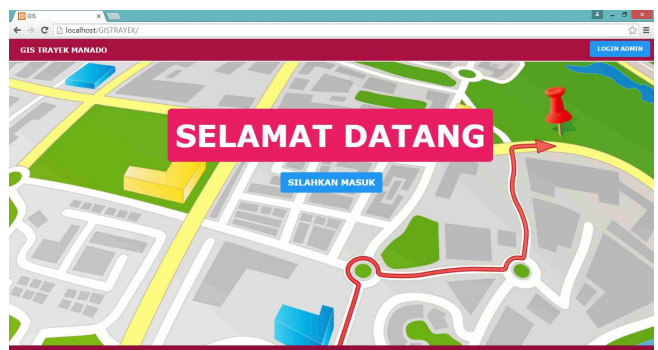 GIS
localhost/GISTRAYEK/
GIS TRAYEK MANADO
LOGIN ADMIN
SELAMAT DATANG
SILAHKAN MASUK